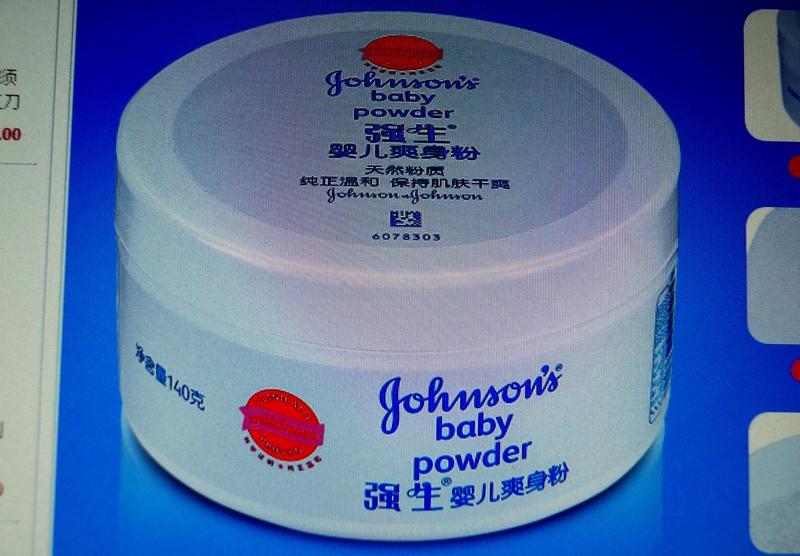 Johnson's
baby
powder
强生®
婴儿爽身粉
天然粉质
纯正温和 保持肌肤干爽
Johnson & Johnson
6078303
净含量140克
Johnson's
baby
powder
强生®婴儿爽身粉
.00